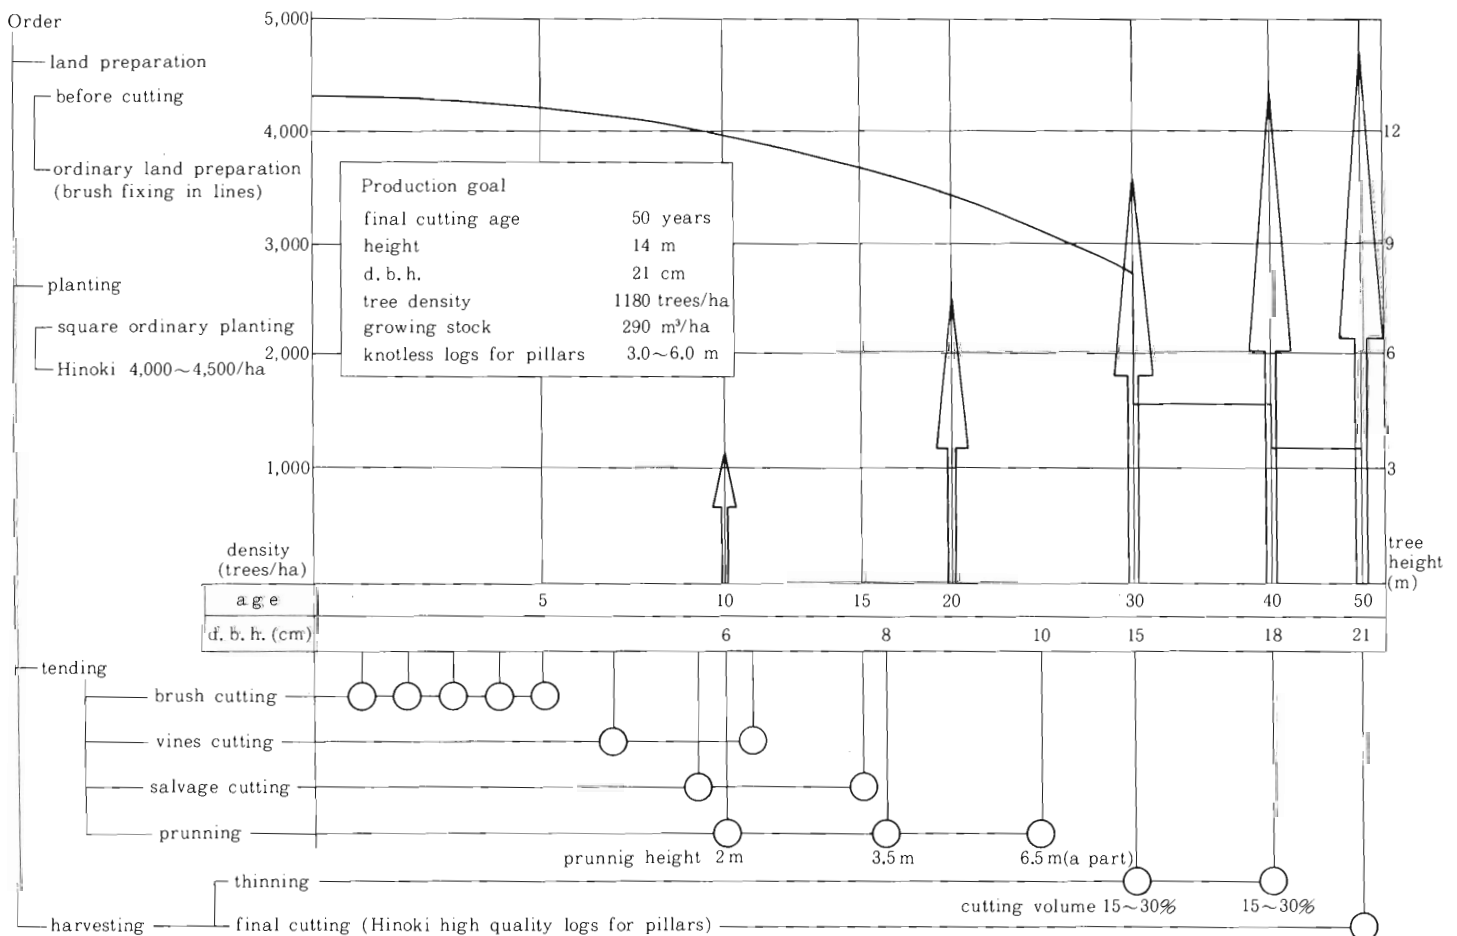 Order
land preparation
before cutting
ordinary land preparation
(brush fixing in lines)
planting
square ordinary planting
Hinoki 4,000～4,500/ha
5,000
4,000
3,000
2,000
1,000
density
(trees/ha)
Production goal
final cutting age 50 years
height 14 m
d.b.h. 21 cm
tree density 1180 trees/ha
growing stock 290 m³/ha
knotless logs for pillars 3.0～6.0 m
12
9
6
3
tree
height
(m)
age 5 10 15 20 30 40 50
d.b.h.(cm) 6 8 10 15 18 21
tending
brush cutting
vines cutting
salvage cutting
prunning
prunnig height 2m 3.5m 6.5m(a part)
thinning
cutting volume 15～30% 15～30%
harvesting
final cutting (Hinoki high quality logs for pillars)